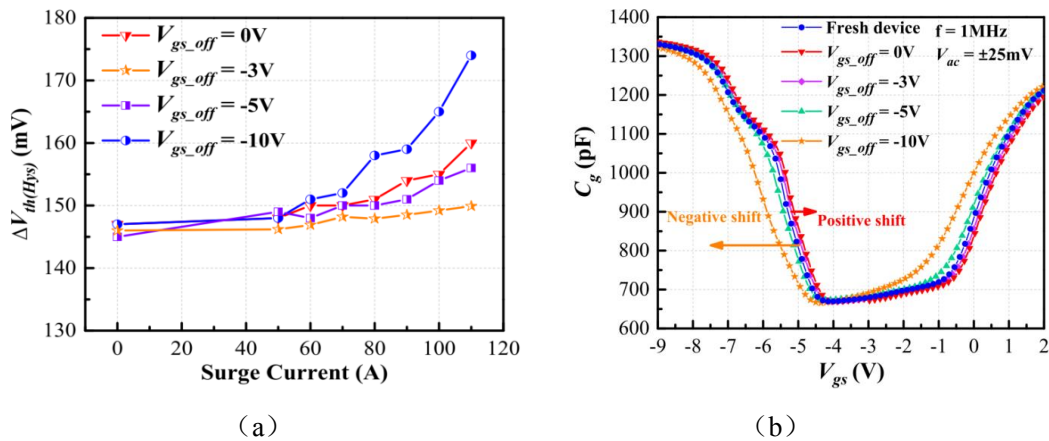 180
170
160
150
140
130
ΔVth(Hys) (mV)
Vgs_off = 0V
Vgs_off = -3V
Vgs_off = -5V
Vgs_off = -10V
0 20 40 60 80 100 120
Surge Current (A)
(a)
1400
1300
1200
1100
1000
900
800
700
600
Cg (pF)
Fresh device
Vgs_off = 0V
Vgs_off = -3V
Vgs_off = -5V
Vgs_off = -10V
f = 1MHz
Vac = ±25mV
Negative shift
Positive shift
-9 -8 -7 -6 -5 -4 -3 -2 -1 0 1 2
Vgs (V)
(b)